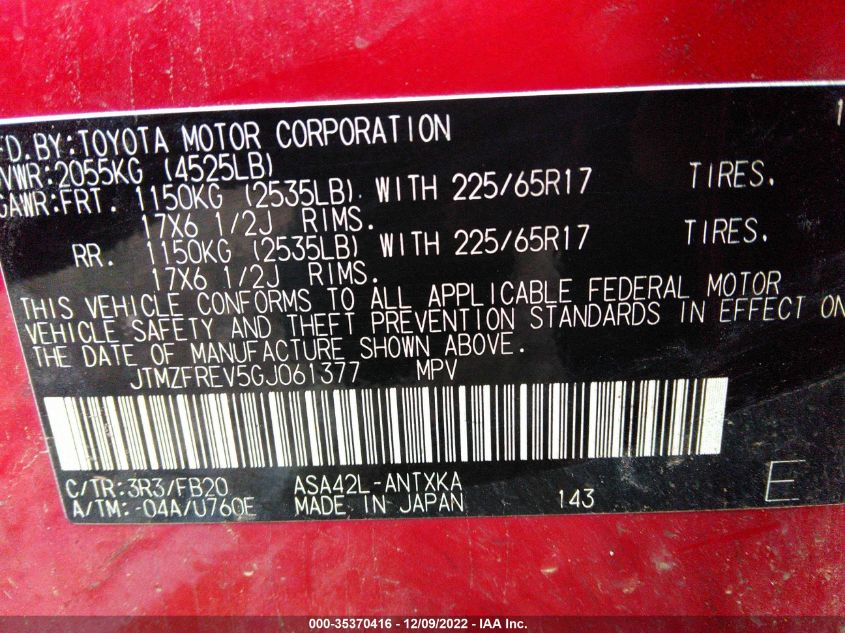 FD.BY:TOYOTA MOTOR CORPORATION 1
VWR:2055KG (4525LB)
GAWR:FRT. 1150KG (2535LB) WITH 225/65R17 TIRES.
17X6 1/2J RIMS.
RR. 1150KG (2535LB) WITH 225/65R17 TIRES.
17X6 1/2J RIMS.
THIS VEHICLE CONFORMS TO ALL APPLICABLE FEDERAL MOTOR
VEHICLE SAFETY AND THEFT PREVENTION STANDARDS IN EFFECT ON
THE DATE OF MANUFACTURE SHOWN ABOVE.
JTMZFREV5GJ061377 MPV
C/TR:3R3/FB20 ASA42L-ANTXKA
A/TM:-04A/U760E MADE IN JAPAN 143 E
000-35370416 - 12/09/2022 - IAA Inc.